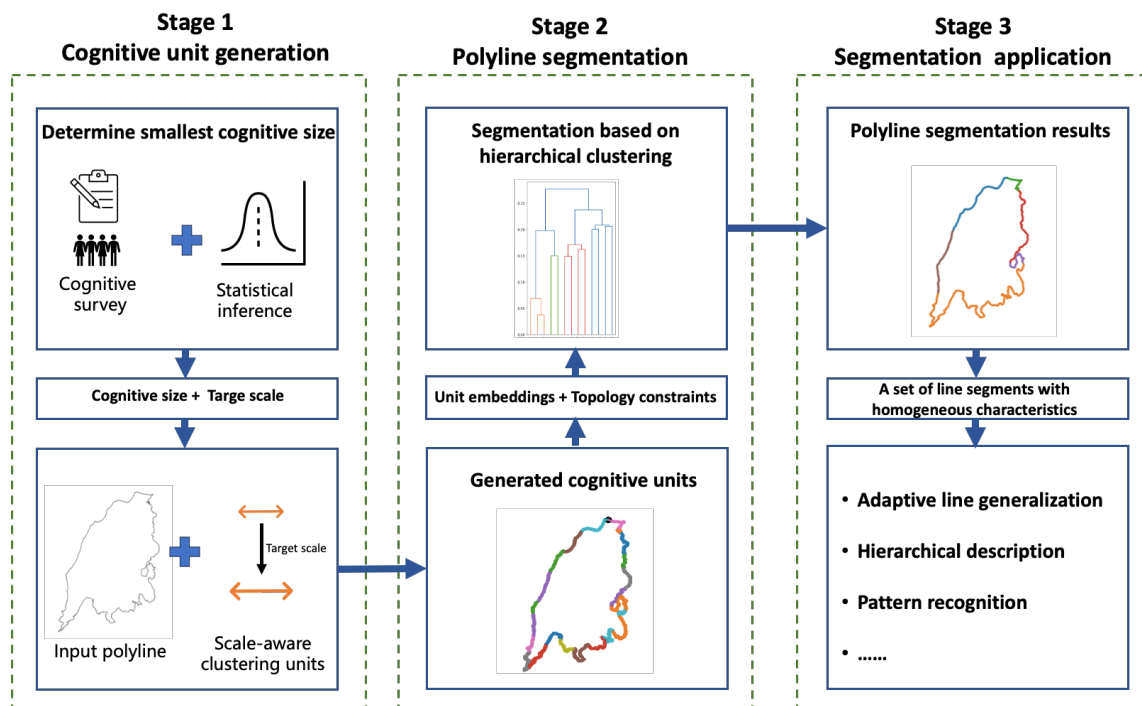 Stage 1
Cognitive unit generation
Determine smallest cognitive size
Cognitive
survey
Statistical
inference
Cognitive size + Targe scale
Target scale
Input polyline
Scale-aware
clustering units
Stage 2
Polyline segmentation
Segmentation based on
hierarchical clustering
Unit embeddings + Topology constraints
Generated cognitive units
Stage 3
Segmentation application
Polyline segmentation results
A set of line segments with
homogeneous characteristics
• Adaptive line generalization
• Hierarchical description
• Pattern recognition
• ......